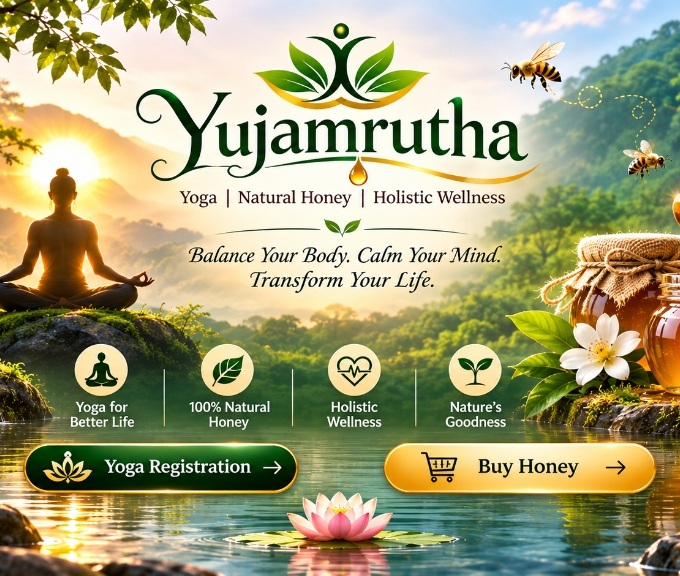 Yujamrutha
Yoga | Natural Honey | Holistic Wellness
Balance Your Body. Calm Your Mind.
Transform Your Life.
Yoga for
Better Life
100% Natural
Honey
Holistic
Wellness
Nature's
Goodness
Yoga Registration →
Buy Honey →